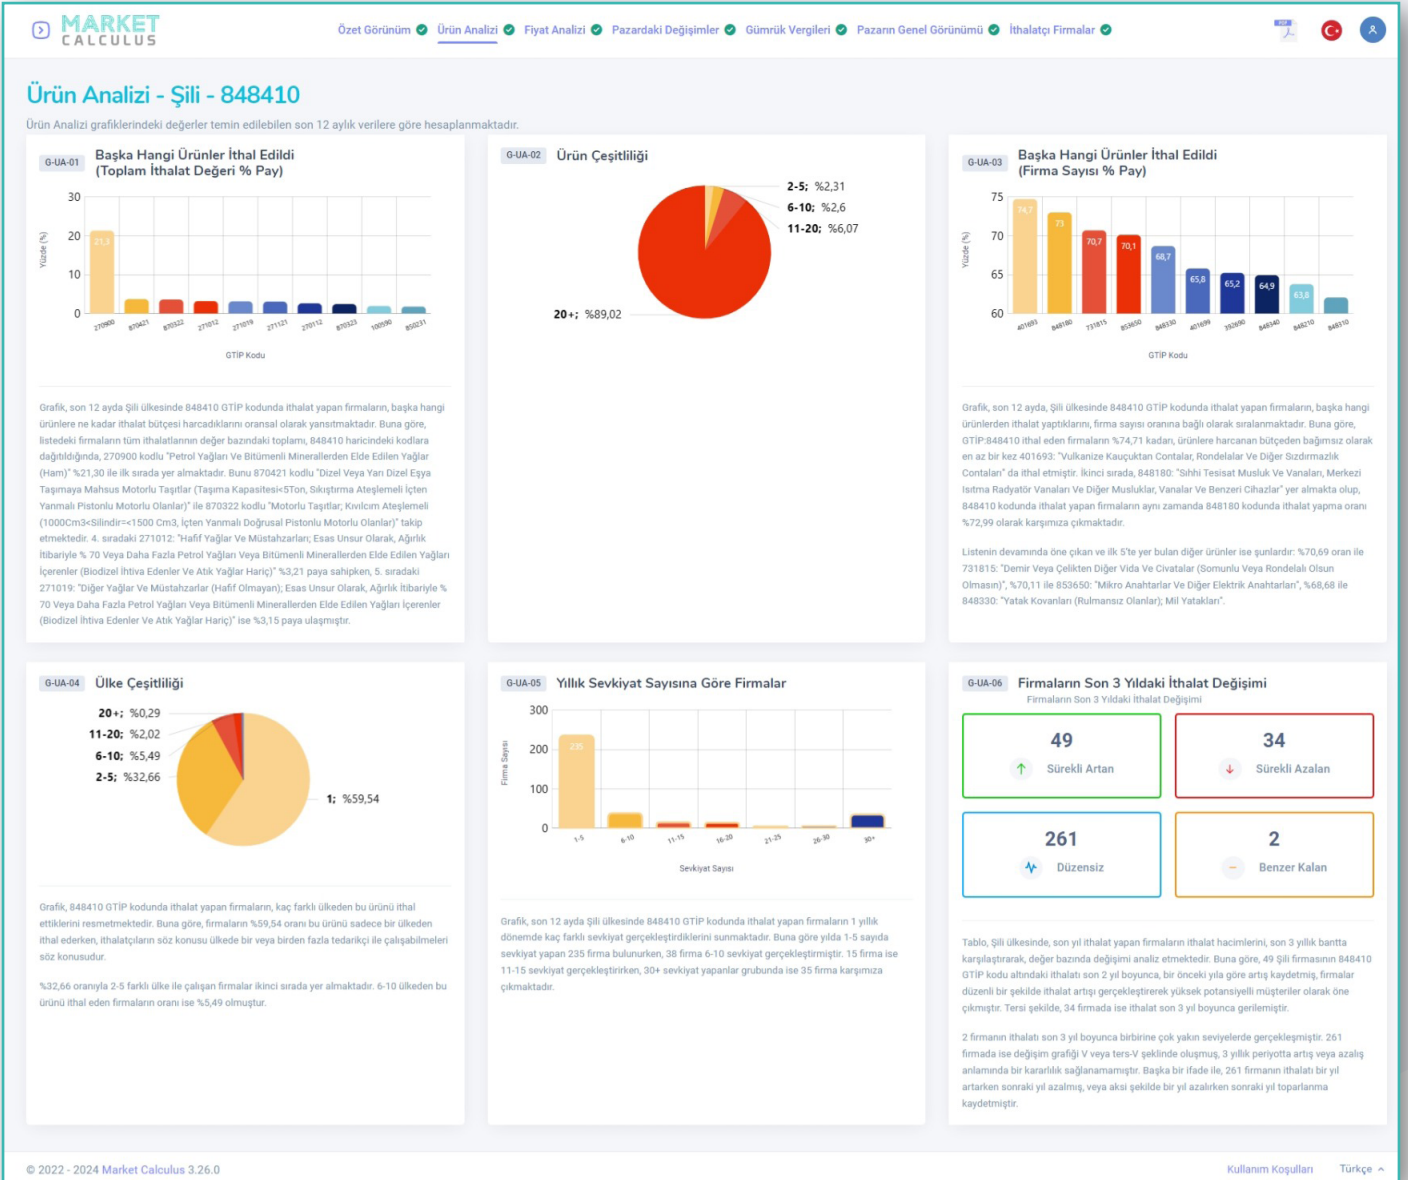 MARKET
CALCULUS
Özet Görünüm
Ürün Analizi
Fiyat Analizi
Pazardaki Değişimler
Gümrük Vergileri
Pazarın Genel Görünümü
İthalatçı Firmalar
PDF
Ürün Analizi - Şili - 848410
Ürün Analizi grafiklerindeki değerler temin edilebilen son 12 aylık verilere göre hesaplanmaktadır.
G-UA-01
Başka Hangi Ürünler İthal Edildi
(Toplam İthalat Değeri % Pay)
Yüzde (%)
30
20
10
0
21,3
270900
870421
870322
271012
271019
271121
270112
870323
100590
850231
GTİP Kodu
Grafik, son 12 ayda Şili ülkesinde 848410 GTİP kodunda ithalat yapan firmaların, başka hangi
ürünlere ne kadar ithalat bütçesi harcadıklarını oransal olarak yansıtmaktadır. Buna göre,
listedeki firmaların tüm ithalatlarının değer bazındaki toplamı, 848410 haricindeki kodlara
dağıtıldığında, 270900 kodlu "Petrol Yağları Ve Bitümenli Minerallerden Elde Edilen Yağlar
(Ham)" %21,30 ile ilk sırada yer almaktadır. Bunu 870421 kodlu "Dizel Veya Yarı Dizel Eşya
Taşımaya Mahsus Motorlu Taşıtlar (Taşıma Kapasitesi<5Ton, Sıkıştırma Ateşlemeli İçten
Yanmalı Pistonlu Motorlu Olanlar)" ile 870322 kodlu "Motorlu Taşıtlar; Kıvılcım Ateşlemeli
(1000Cm3<Silindir=<1500 Cm3, İçten Yanmalı Doğrusal Pistonlu Motorlu Olanlar)" takip
etmektedir. 4. sıradaki 271012: "Hafif Yağlar Ve Müstahzarları; Esas Unsur Olarak, Ağırlık
İtibariyle % 70 Veya Daha Fazla Petrol Yağları Veya Bitümenli Minerallerden Elde Edilen Yağları
İçerenler (Biodizel İhtiva Edenler Ve Atık Yağlar Hariç)" %3,21 paya sahipken, 5. sıradaki
271019: "Diğer Yağlar Ve Müstahzarlar (Hafif Olmayan); Esas Unsur Olarak, Ağırlık İtibariyle %
70 Veya Daha Fazla Petrol Yağları Veya Bitümenli Minerallerden Elde Edilen Yağları İçerenler
(Biodizel İhtiva Edenler Ve Atık Yağlar Hariç)" ise %3,15 paya ulaşmıştır.
G-UA-02
Ürün Çeşitliliği
2-5; %2,31
6-10; %2,6
11-20; %6,07
20+; %89,02
G-UA-03
Başka Hangi Ürünler İthal Edildi
(Firma Sayısı % Pay)
Yüzde (%)
75
70
65
60
74,7
73
70,7
70,1
68,7
65,8
65,2
64,9
63,8
401693
848180
731815
853650
848330
401699
392690
848340
848210
848310
GTİP Kodu
Grafik, son 12 ayda, Şili ülkesinde 848410 GTİP kodunda ithalat yapan firmaların, başka hangi
ürünlerden ithalat yaptıklarını, firma sayısı oranına bağlı olarak sıralanmaktadır. Buna göre,
GTİP:848410 ithal eden firmaların %74,71 kadarı, ürünlere harcanan bütçeden bağımsız olarak
en az bir kez 401693: "Vulkanize Kauçuktan Contalar, Rondelalar Ve Diğer Sızdırmazlık
Contaları" da ithal etmiştir. İkinci sırada, 848180: "Sıhhi Tesisat Musluk Ve Vanaları, Merkezi
Isıtma Radyatör Vanaları Ve Diğer Musluklar, Vanalar Ve Benzeri Cihazlar" yer almakta olup,
848410 kodunda ithalat yapan firmaların aynı zamanda 848180 kodunda ithalat yapma oranı
%72,99 olarak karşımıza çıkmaktadır.
Listenin devamında öne çıkan ve ilk 5'te yer bulan diğer ürünler ise şunlardır: %70,69 oran ile
731815: "Demir Veya Çelikten Diğer Vida Ve Civatalar (Somunlu Veya Rondelalı Olsun
Olmasın)", %70,11 ile 853650: "Mikro Anahtarlar Ve Diğer Elektrik Anahtarları", %68,68 ile
848330: "Yatak Kovanları (Rulmansız Olanlar); Mil Yatakları".
G-UA-04
Ülke Çeşitliliği
20+; %0,29
11-20; %2,02
6-10; %5,49
2-5; %32,66
1; %59,54
Grafik, 848410 GTİP kodunda ithalat yapan firmaların, kaç farklı ülkeden bu ürünü ithal
ettiklerini resmetmektedir. Buna göre, firmaların %59,54 oranı bu ürünü sadece bir ülkeden
ithal ederken, ithalatçıların söz konusu ülkede bir veya birden fazla tedarikçi ile çalışabilmeleri
söz konusudur.
%32,66 oranıyla 2-5 farklı ülke ile çalışan firmalar ikinci sırada yer almaktadır. 6-10 ülkeden bu
ürünü ithal eden firmaların oranı ise %5,49 olmuştur.
G-UA-05
Yıllık Sevkiyat Sayısına Göre Firmalar
Firma Sayısı
300
200
100
0
235
1-5
6-10
11-15
16-20
21-25
26-30
30+
Sevkiyat Sayısı
Grafik, son 12 ayda Şili ülkesinde 848410 GTİP kodunda ithalat yapan firmaların 1 yıllık
dönemde kaç farklı sevkiyat gerçekleştirdiklerini sunmaktadır. Buna göre yılda 1-5 sayıda
sevkiyat yapan 235 firma bulunurken, 38 firma 6-10 sevkiyat gerçekleştirmiştir. 15 firma ise
11-15 sevkiyat gerçekleştirirken, 30+ sevkiyat yapanlar grubunda ise 35 firma karşımıza
çıkmaktadır.
G-UA-06
Firmaların Son 3 Yıldaki İthalat Değişimi
Firmaların Son 3 Yıldaki İthalat Değişimi
49
Sürekli Artan
34
Sürekli Azalan
261
Düzensiz
2
Benzer Kalan
Tablo, Şili ülkesinde, son yıl ithalat yapan firmaların ithalat hacimlerini, son 3 yıllık bantta
karşılaştırarak, değer bazında değişimi analiz etmektedir. Buna göre, 49 Şili firmasının 848410
GTİP kodu altındaki ithalatı son 2 yıl boyunca, bir önceki yıla göre artış kaydetmiş, firmalar
düzenli bir şekilde ithalat artışı gerçekleştirerek yüksek potansiyelli müşteriler olarak öne
çıkmıştır. Tersi şekilde, 34 firmada ise ithalat son 3 yıl boyunca gerilemiştir.
2 firmanın ithalatı son 3 yıl boyunca birbirine çok yakın seviyelerde gerçekleşmiştir. 261
firmada ise değişim grafiği V veya ters-V şeklinde oluşmuş, 3 yıllık periyotta artış veya azalış
anlamında bir kararlılık sağlanamamıştır. Başka bir ifade ile, 261 firmanın ithalatı bir yıl
artarken sonraki yıl azalmış, veya aksi şekilde bir yıl azalırken sonraki yıl toparlanma
kaydetmiştir.
© 2022 - 2024 Market Calculus 3.26.0
Kullanım Koşulları
Türkçe